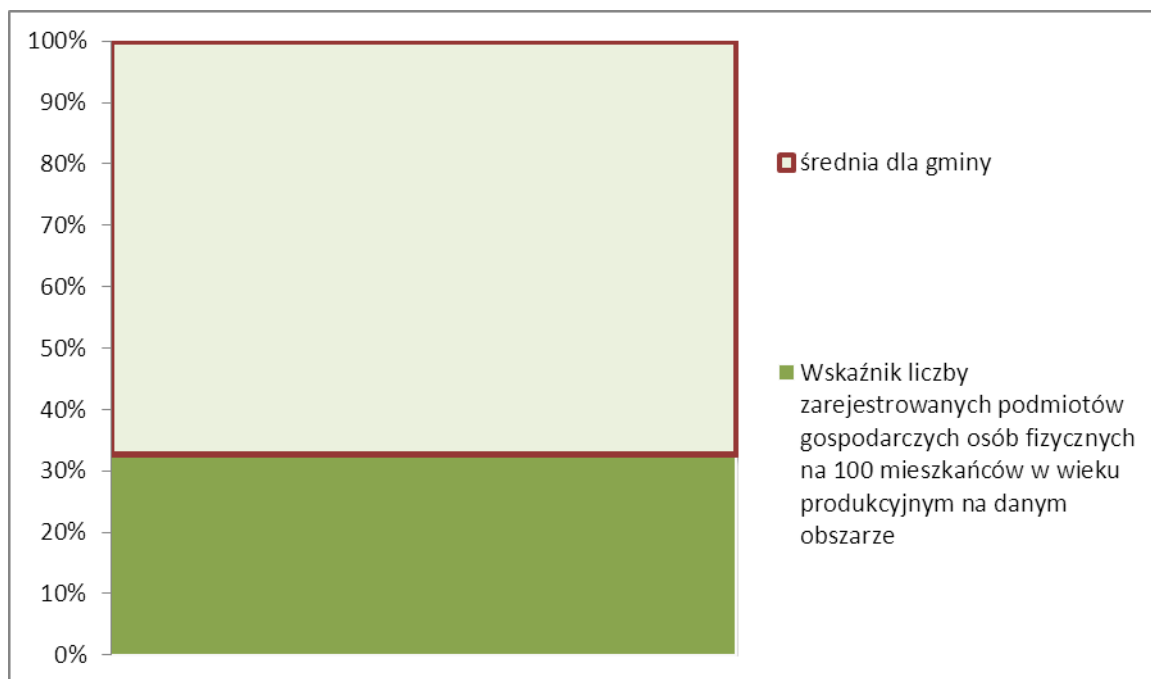 100%
90%
80%
70%
60%
50%
40%
30%
20%
10%
0%
średnia dla gminy
Wskaźnik liczby
zarejestrowanych podmiotów
gospodarczych osób fizycznych
na 100 mieszkańców w wieku
produkcyjnym na danym
obszarze